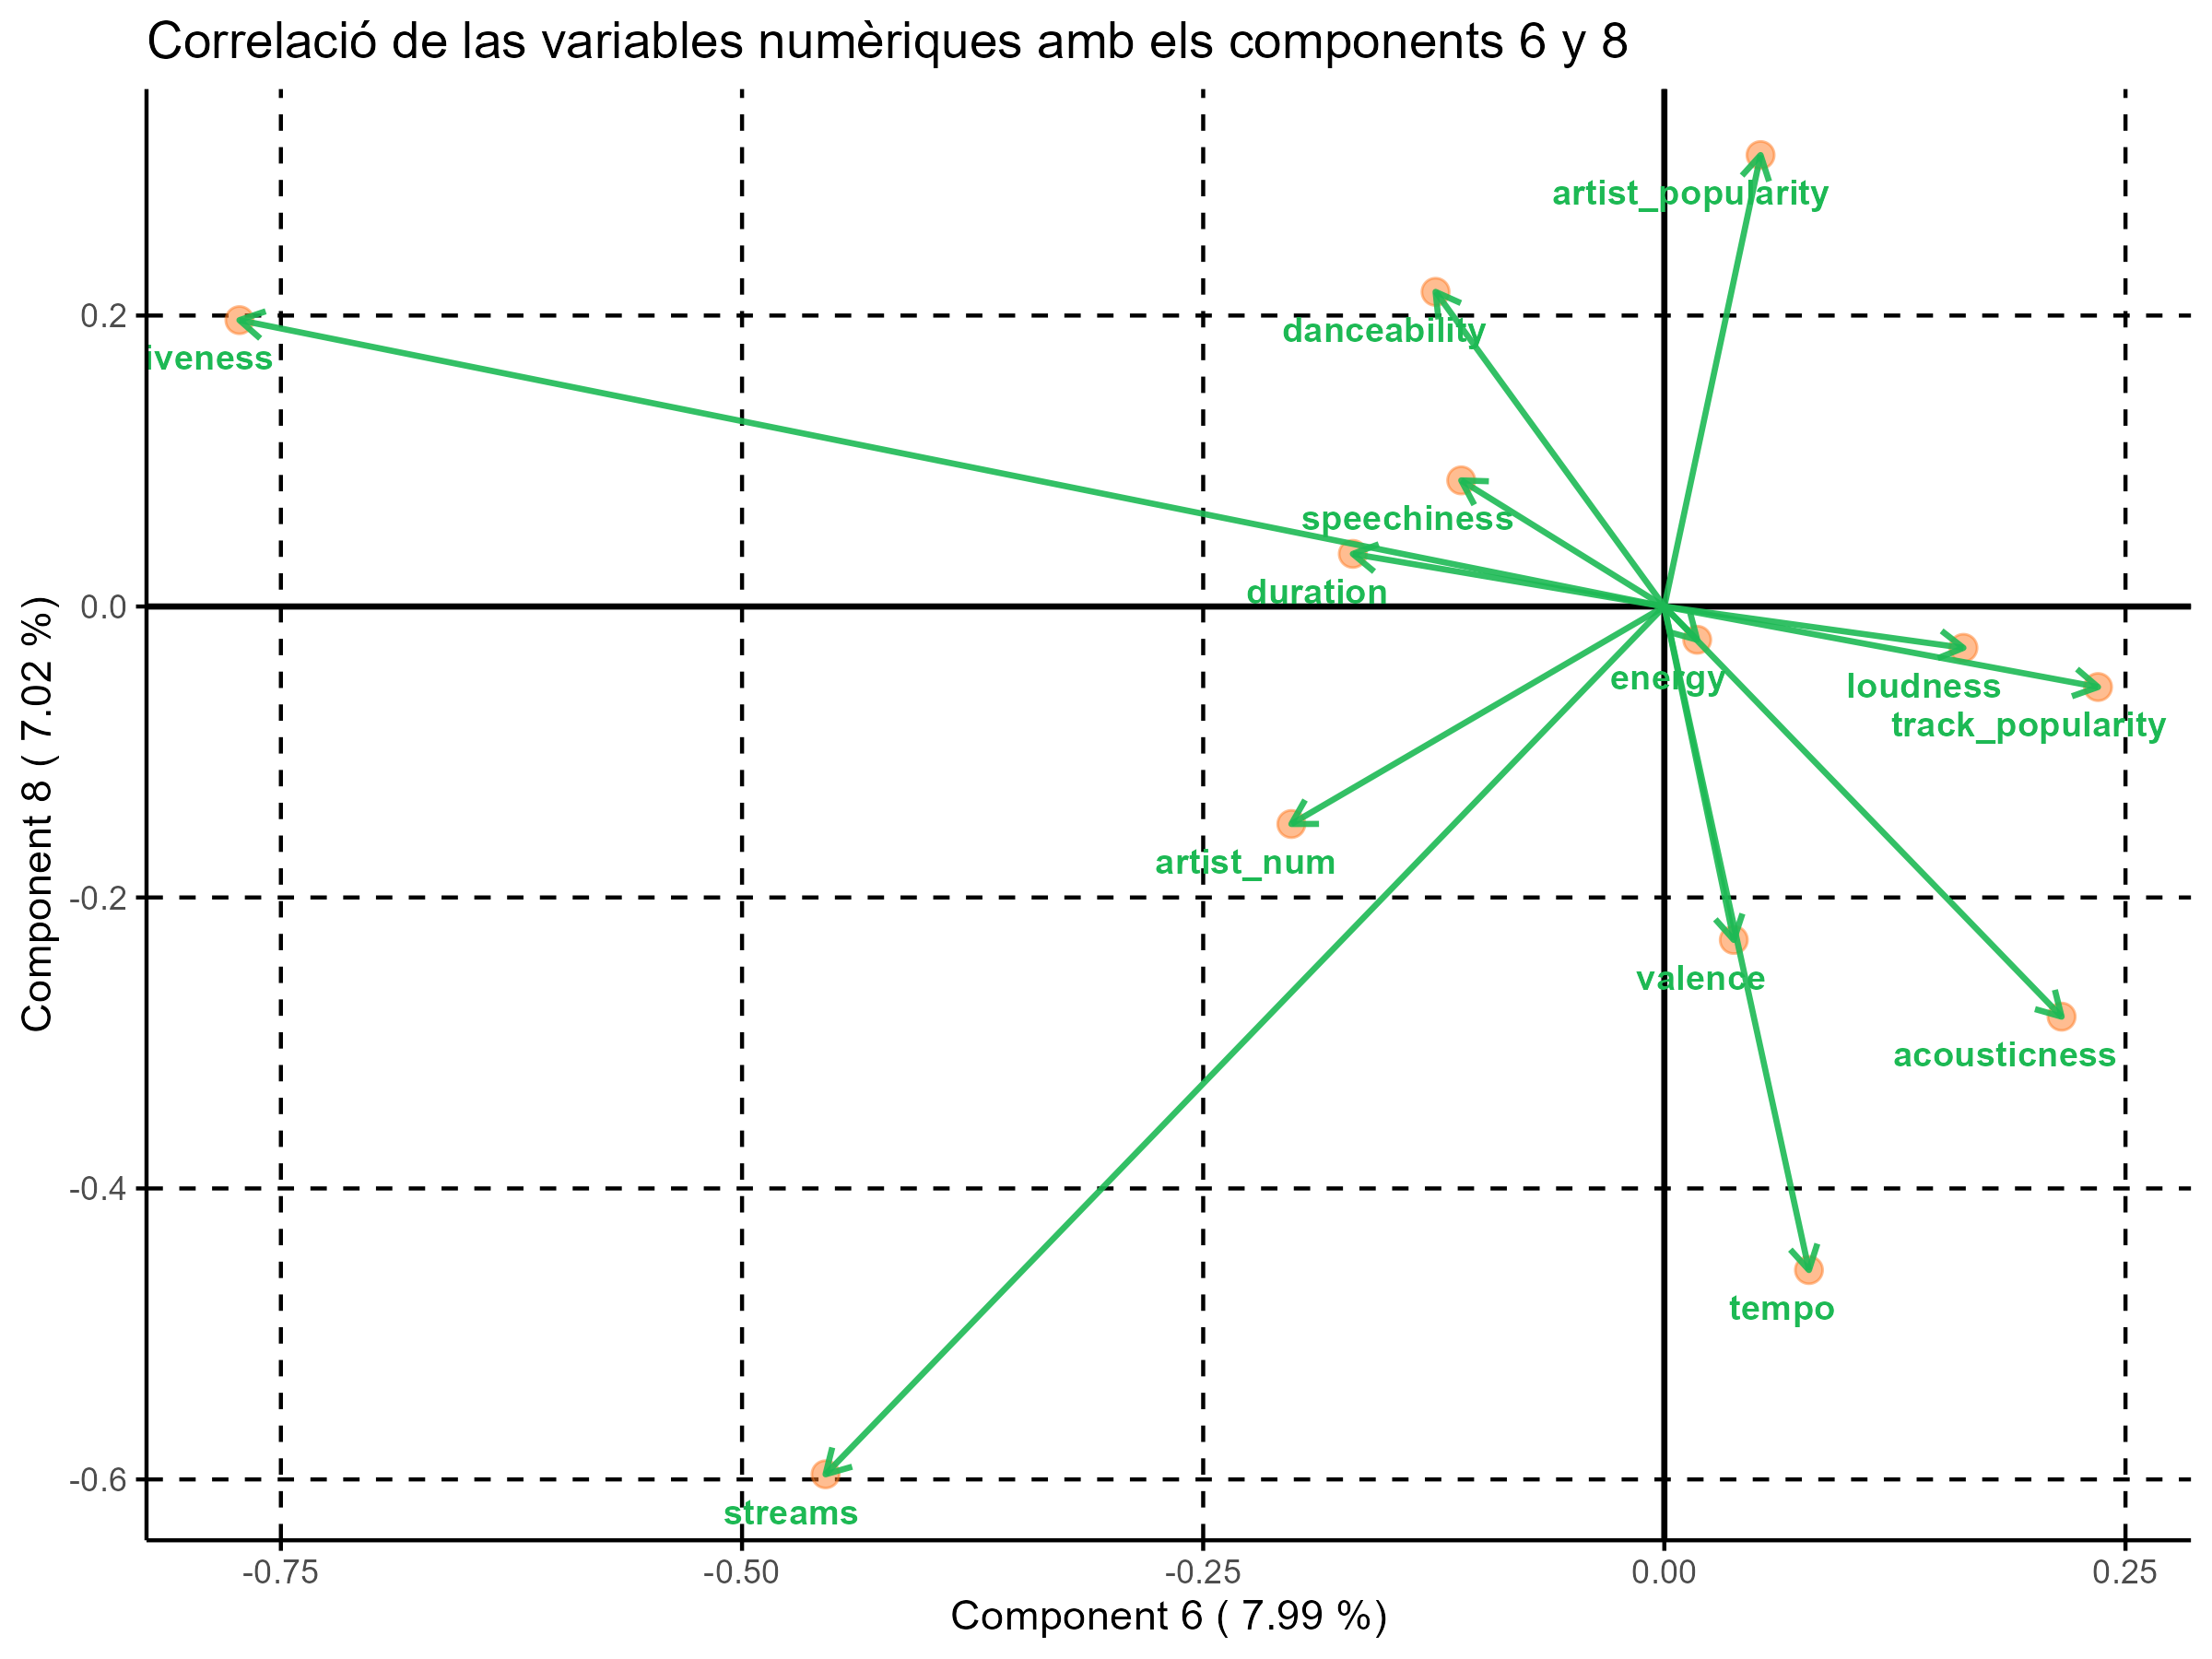 Correlació de las variables numèriques amb els components 6 y 8
artist_popularity
0.2
danceability
iveness
speechiness
duration
0.0
energy
loudness
track_popularity
artist_num
-0.2
valence
acousticness
-0.4
tempo
-0.6
streams
-0.75
-0.50
-0.25
0.00
0.25
Component 6 ( 7.99 %)
Component 8 ( 7.02 %)